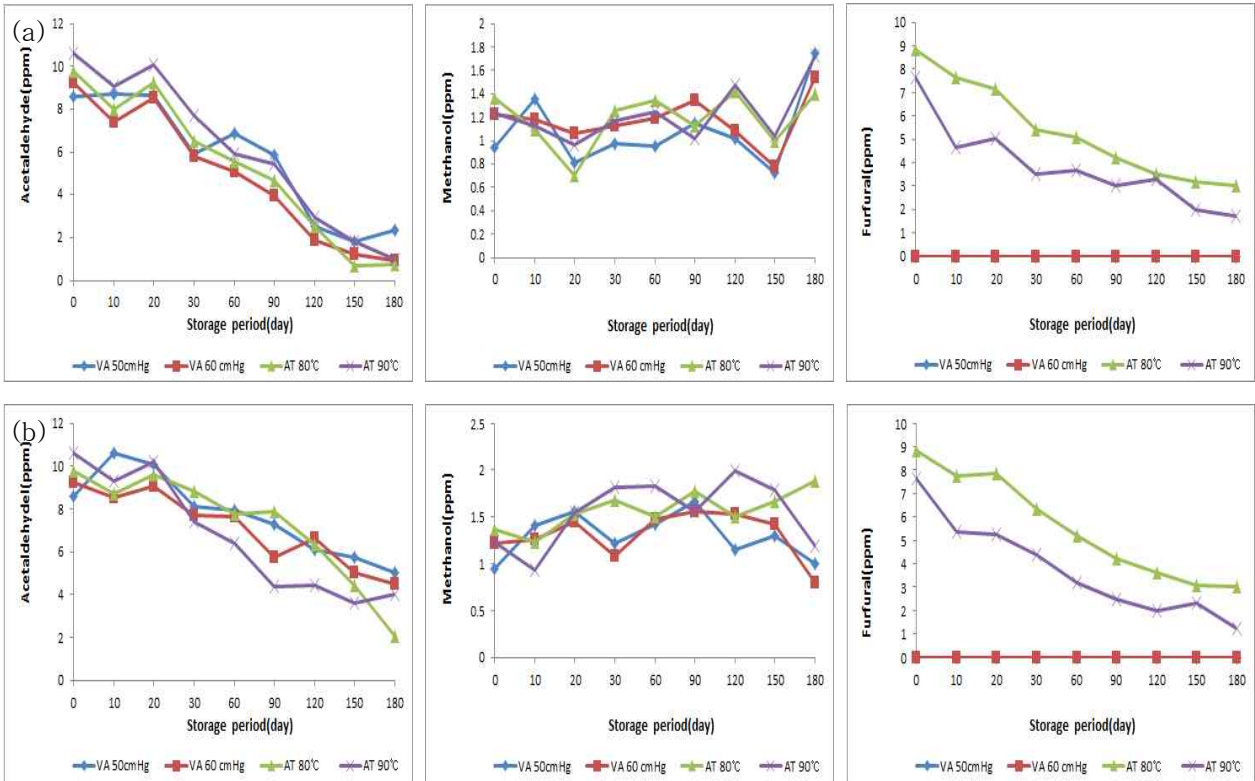 (a)
Acetaldehyde(ppm)
12
10
8
6
4
2
0
0 10 20 30 60 90 120 150 180
Storage period(day)
VA 50cmHg VA 60 cmHg AT 80℃ AT 90℃
Metrhanol(ppm)
2
1.8
1.6
1.4
1.2
1
0.8
0.6
0.4
0.2
0
0 10 20 30 60 90 120 150 180
Storage period(day)
VA 50cmHg VA 60 cmHg AT 80℃ AT 90℃
Furfural(ppm)
10
9
8
7
6
5
4
3
2
1
0
0 10 20 30 60 90 120 150 180
Storage period(day)
VA 50cmHg VA 60 cmHg AT 80℃ AT 90℃
(b)
Acetaldehydel(ppm)
12
10
8
6
4
2
0
0 10 20 30 60 90 120 150 180
Storage period(day)
VA 50cmHg VA 60 cmHg AT 80℃ AT 90℃
Metrhanol(ppm)
2.5
2
1.5
1
0.5
0
0 10 20 30 60 90 120 150 180
Storage period(day)
VA 50cmHg VA 60 cmHg AT 80℃ AT 90℃
Furfural(ppm)
10
9
8
7
6
5
4
3
2
1
0
0 10 20 30 60 90 120 150 180
Storage period(day)
VA 50cmHg VA 60 cmHg AT 80℃ AT 90℃